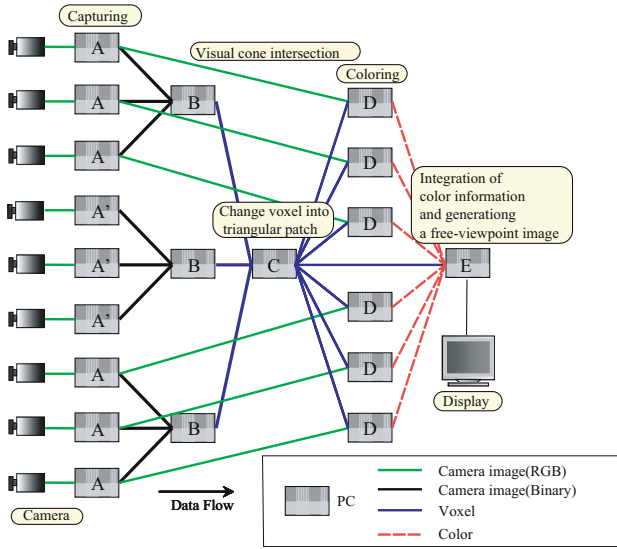 Capturing
Visual cone intersection
Coloring
A
A
A
A'
A'
A'
A
A
A
B
B
B
Change voxel into
triangular patch
C
D
D
D
D
D
D
Integration of
color information
and generationg
a free-viewpoint image
E
Display
Camera
Data Flow
PC
Camera image(RGB)
Camera image(Binary)
Voxel
Color